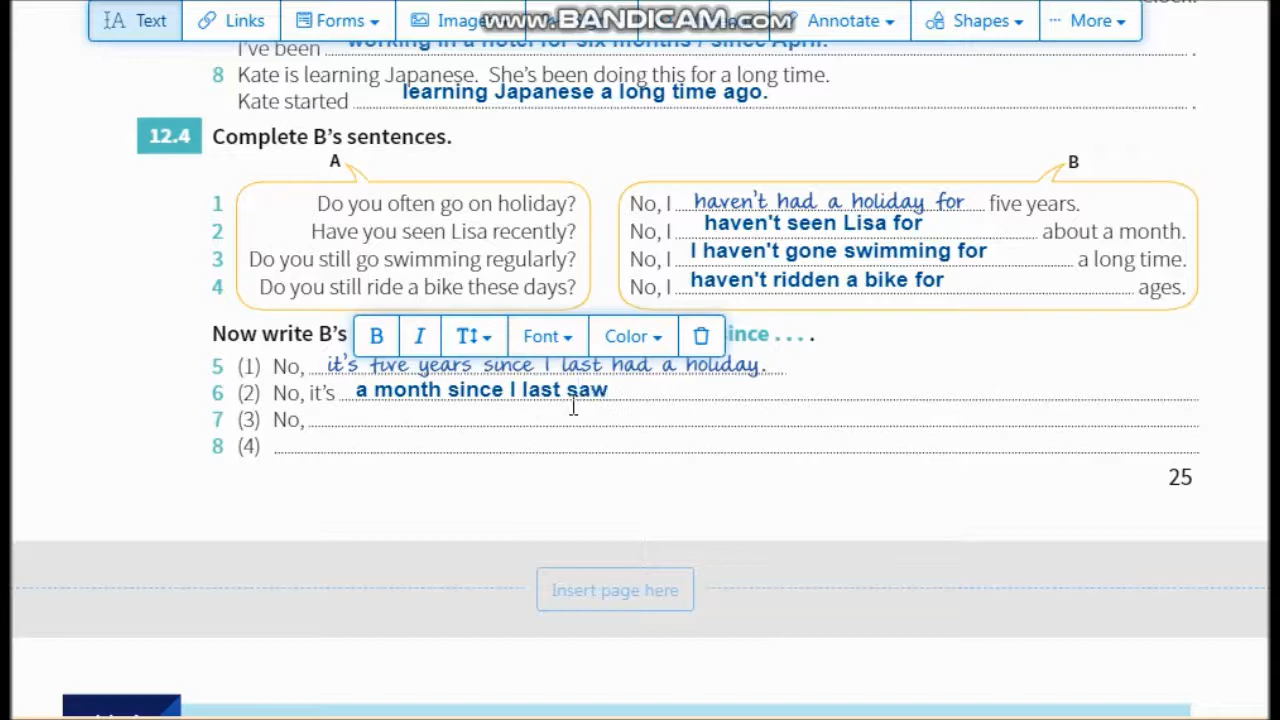 Text Links Forms Images Annotate Shapes More
www.BANDICAM.com
I've been working in a hotel for six months / since April. .
8 Kate is learning Japanese. She's been doing this for a long time.
Kate started learning Japanese a long time ago. .
12.4 Complete B's sentences.
A B
1 Do you often go on holiday? No, I haven't had a holiday for five years.
2 Have you seen Lisa recently? No, I haven't seen Lisa for about a month.
3 Do you still go swimming regularly? No, I I haven't gone swimming for a long time.
4 Do you still ride a bike these days? No, I haven't ridden a bike for ages.
Now write B's ince . . . .
B I T Font Color
5 (1) No, it's five years since I last had a holiday.
6 (2) No, it's a month since I last saw
7 (3) No,
8 (4)
25
Insert page here